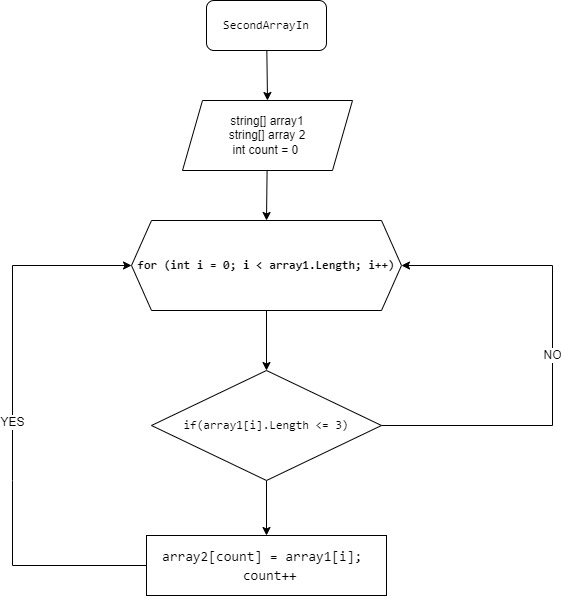 SecondArrayIn
string[] array1
string[] array 2
int count = 0
for (int i = 0; i < array1.Length; i++)
NO
if(array1[i].Length <= 3)
YES
array2[count] = array1[i];
count++